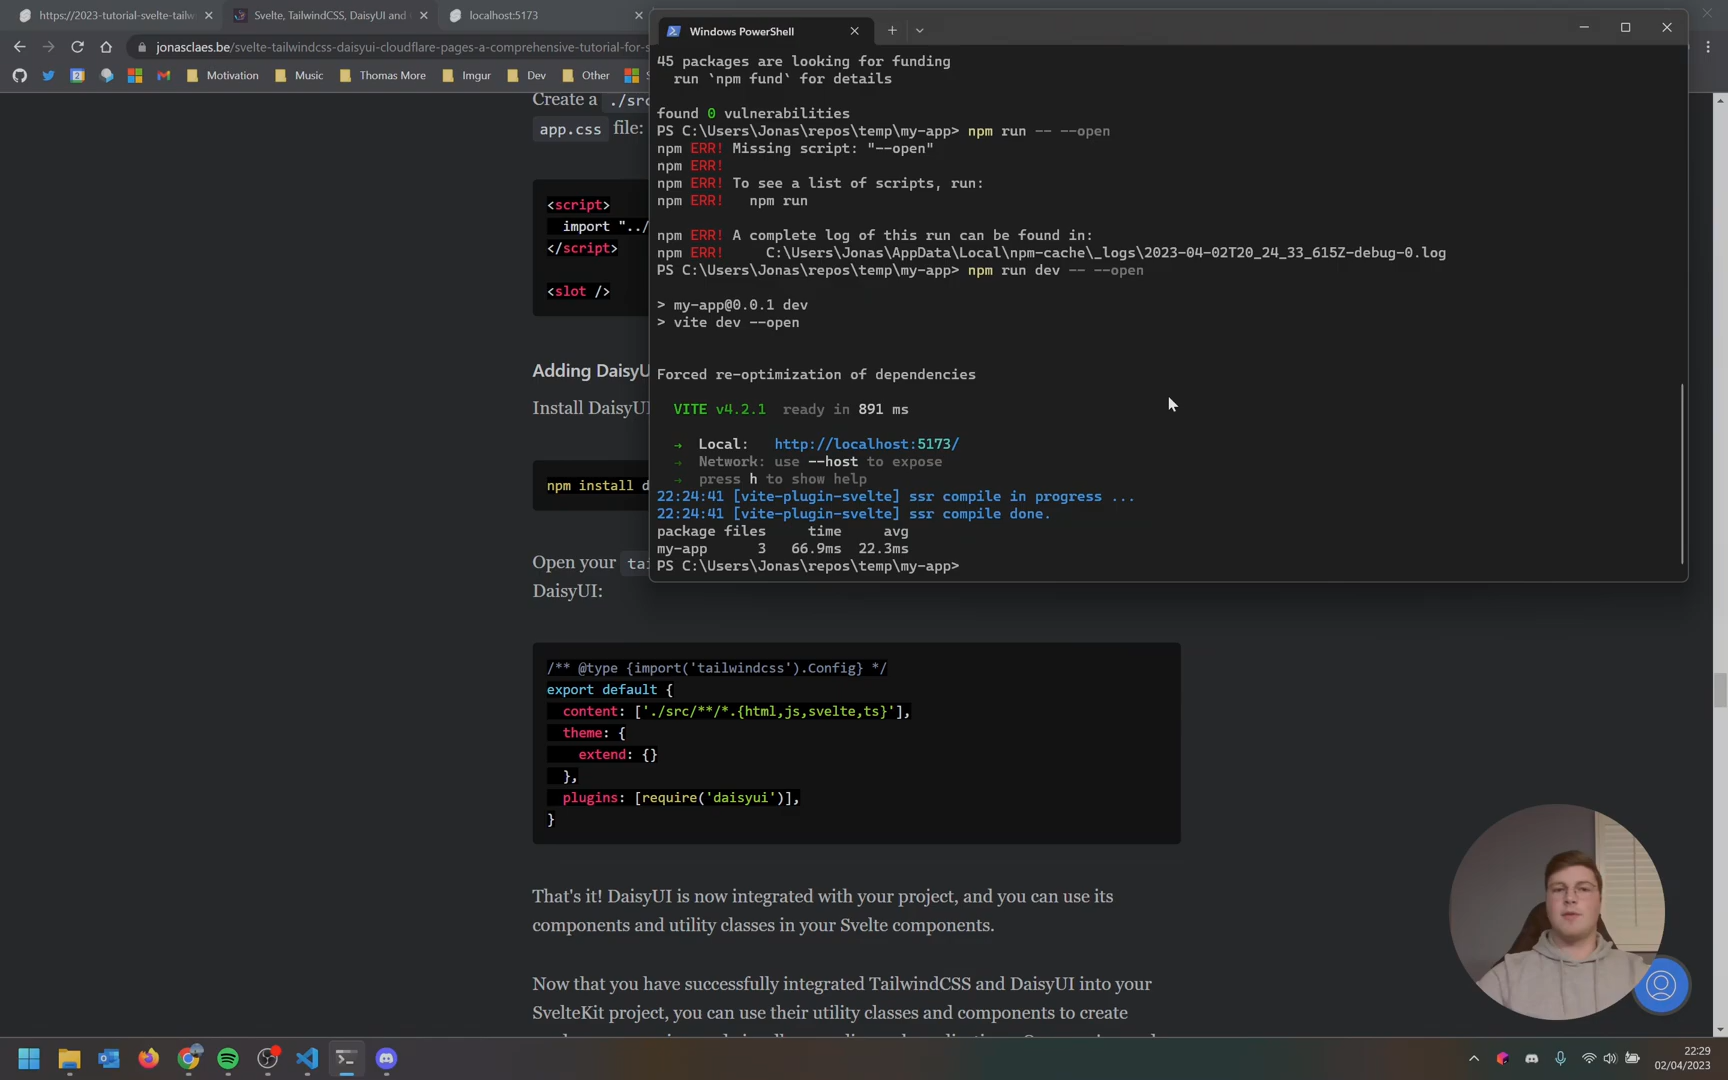 https://2023-tutorial-svelte-tailw
Svelte, TailwindCSS, DaisyUI and
localhost:5173
jonasclaes.be/svelte-tailwindcss-daisyui-cloudflare-pages-a-comprehensive-tutorial-for-s
Motivation
Music
Thomas More
Imgur
Dev
Other
Windows PowerShell
45 packages are looking for funding
run `npm fund` for details
found 0 vulnerabilities
PS C:\Users\Jonas\repos\temp\my-app> npm run -- --open
npm ERR! Missing script: "--open"
npm ERR!
npm ERR! To see a list of scripts, run:
npm ERR!   npm run
npm ERR! A complete log of this run can be found in:
npm ERR!     C:\Users\Jonas\AppData\Local\npm-cache\_logs\2023-04-02T20_24_33_615Z-debug-0.log
PS C:\Users\Jonas\repos\temp\my-app> npm run dev -- --open
> my-app@0.0.1 dev
> vite dev --open
Forced re-optimization of dependencies
VITE v4.2.1  ready in 891 ms
→  Local:   http://localhost:5173/
→  Network: use --host to expose
→  press h to show help
22:24:41 [vite-plugin-svelte] ssr compile in progress ...
22:24:41 [vite-plugin-svelte] ssr compile done.
package files     time     avg
my-app      3   66.9ms  22.3ms
PS C:\Users\Jonas\repos\temp\my-app>
Create a ./src
app.css file:
<script>
import "../
</script>
<slot />
Adding DaisyU
Install DaisyUI
npm install d
Open your tai
DaisyUI:
/** @type {import('tailwindcss').Config} */
export default {
content: ['./src/**/*.{html,js,svelte,ts}'],
theme: {
extend: {}
},
plugins: [require('daisyui')],
}
That's it! DaisyUI is now integrated with your project, and you can use its
components and utility classes in your Svelte components.
Now that you have successfully integrated TailwindCSS and DaisyUI into your
SvelteKit project, you can use their utility classes and components to create
22:29
02/04/2023